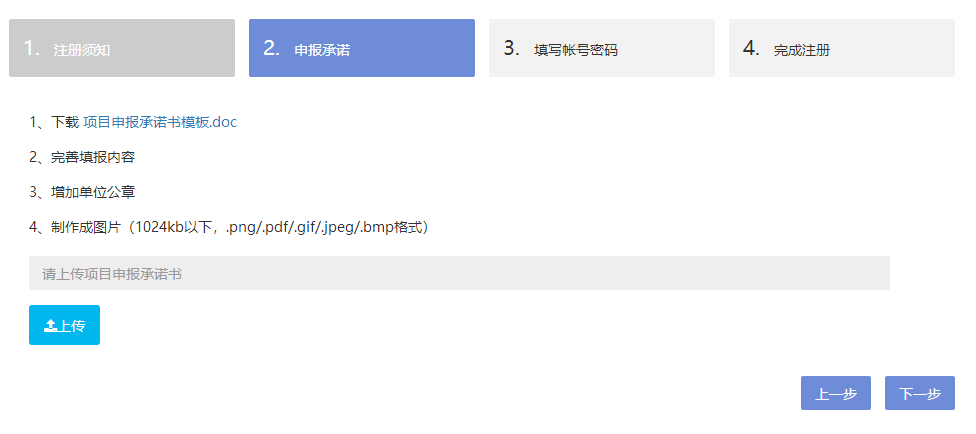 1. 注册须知
2. 申报承诺
3. 填写帐号密码
4. 完成注册
1、下载 项目申报承诺书模板.doc
2、完善填报内容
3、增加单位公章
4、制作成图片（1024kb以下，.png/.pdf/.gif/.jpeg/.bmp格式）
请上传项目申报承诺书
上传
上一步
下一步